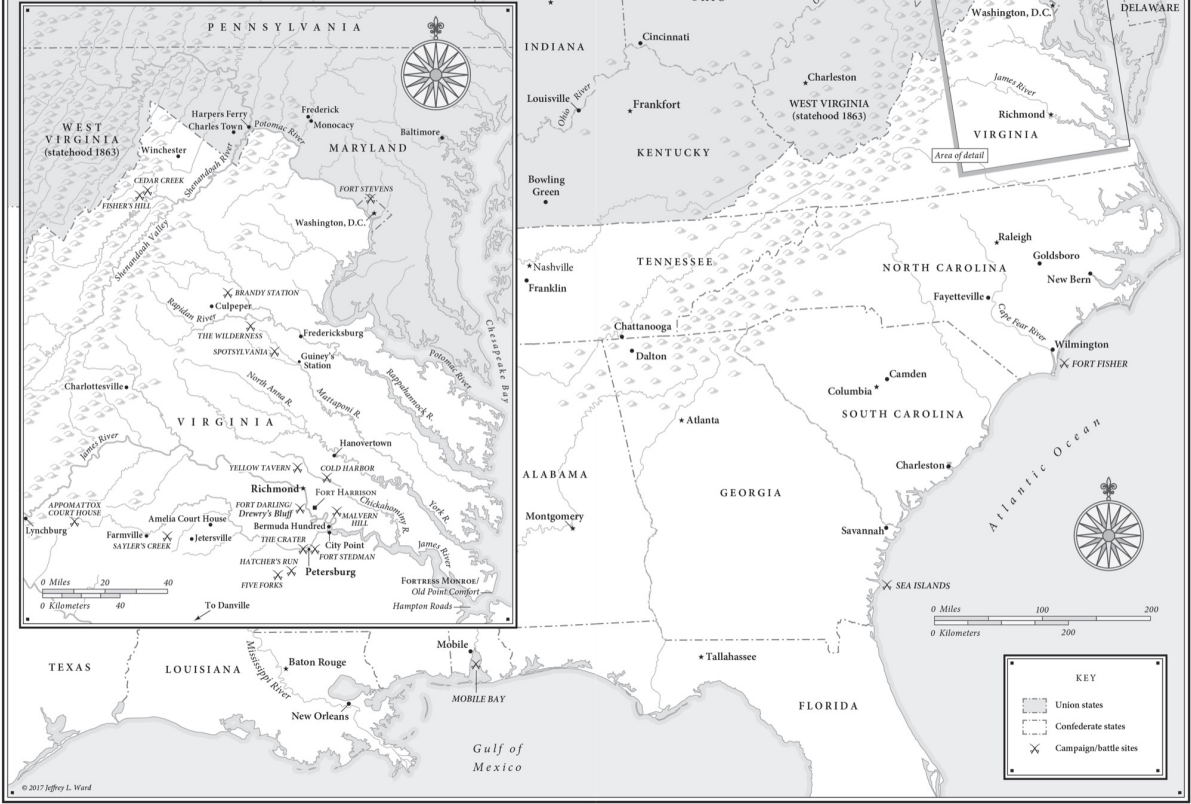 PENNSYLVANIA
WEST
VIRGINIA
(statehood 1863)
Harpers Ferry
Charles Town
Potomac River
Frederick
Monocacy
Baltimore
MARYLAND
Winchester
Shenandoah River
CEDAR CREEK
FISHER'S HILL
FORT STEVENS
Washington, D.C.
Shenandoah Valley
BRANDY STATION
Culpeper
Rapidan River
THE WILDERNESS
Fredericksburg
SPOTSYLVANIA
Guiney's
Station
Potomac River
Chesapeake Bay
Rappahannock R.
Charlottesville
North Anna R.
Mattaponi R.
VIRGINIA
James River
Hanovertown
YELLOW TAVERN
COLD HARBOR
Richmond
FORT HARRISON
Chickahominy R.
York R.
FORT DARLING/
Drewry's Bluff
MALVERN
HILL
APPOMATTOX
COURT HOUSE
Lynchburg
Amelia Court House
Bermuda Hundred
Farmville
SAYLER'S CREEK
Jetersville
THE CRATER
City Point
FORT STEDMAN
James River
HATCHER'S RUN
Petersburg
FIVE FORKS
FORTRESS MONROE/
Old Point Comfort
Hampton Roads
0 Miles 20 40
0 Kilometers 40
To Danville
INDIANA
Cincinnati
Louisville
Ohio River
Frankfort
KENTUCKY
Bowling
Green
Charleston
WEST VIRGINIA
(statehood 1863)
Washington, D.C.
DELAWARE
James River
Richmond
VIRGINIA
Area of detail
Nashville
Franklin
TENNESSEE
Chattanooga
Dalton
NORTH CAROLINA
Raleigh
Goldsboro
New Bern
Fayetteville
Cape Fear River
Wilmington
FORT FISHER
Camden
Columbia
SOUTH CAROLINA
Charleston
Atlanta
ALABAMA
GEORGIA
Montgomery
Savannah
SEA ISLANDS
Atlantic Ocean
0 Miles 100 200
0 Kilometers 200
TEXAS
LOUISIANA
Mississippi River
Baton Rouge
New Orleans
Mobile
MOBILE BAY
Tallahassee
FLORIDA
Gulf of
Mexico
KEY
Union states
Confederate states
Campaign/battle sites
© 2017 Jeffrey L. Ward